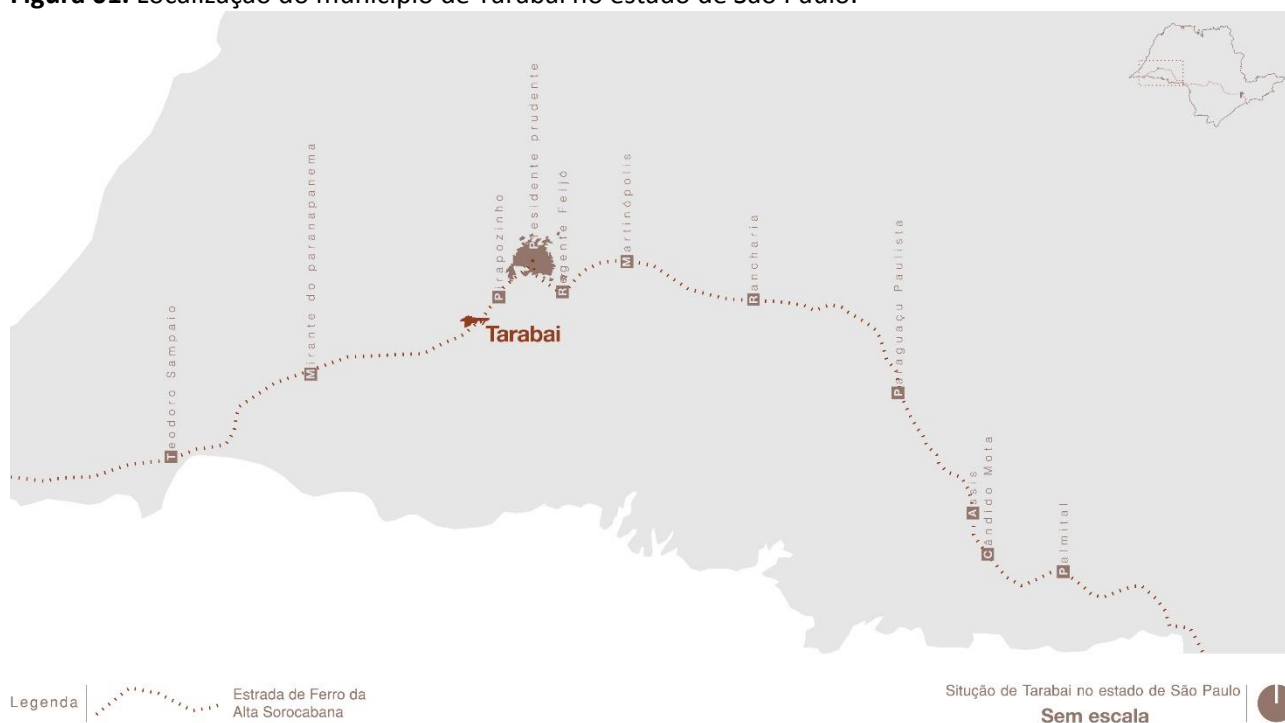 Figura 01: Localização do município de Tarabai no estado de São Paulo.
Presidente prudente
Mirante do paranapanema
Pirapozinho
Regente Feijó
Martinópolis
Rancharia
Paraguaçu Paulista
Teodoro Sampaio
Tarabai
Assis
Cândido Mota
Palmital
Legenda
Estrada de Ferro da
Alta Sorocabana
Situção de Tarabai no estado de São Paulo
Sem escala